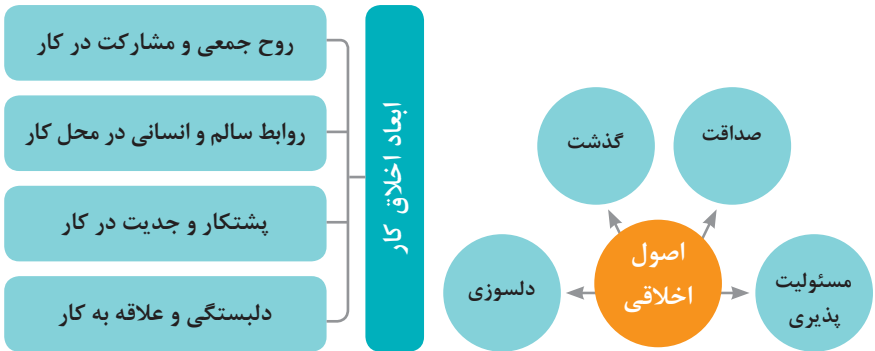 صداقت
گذشت
اصول
اخلاقی
مسئولیت
پذیری
دلسوزی
ابعاد اخلاق کار
روح جمعی و مشارکت در کار
روابط سالم و انسانی در محل کار
پشتکار و جدیت در کار
دلبستگی و علاقه به کار